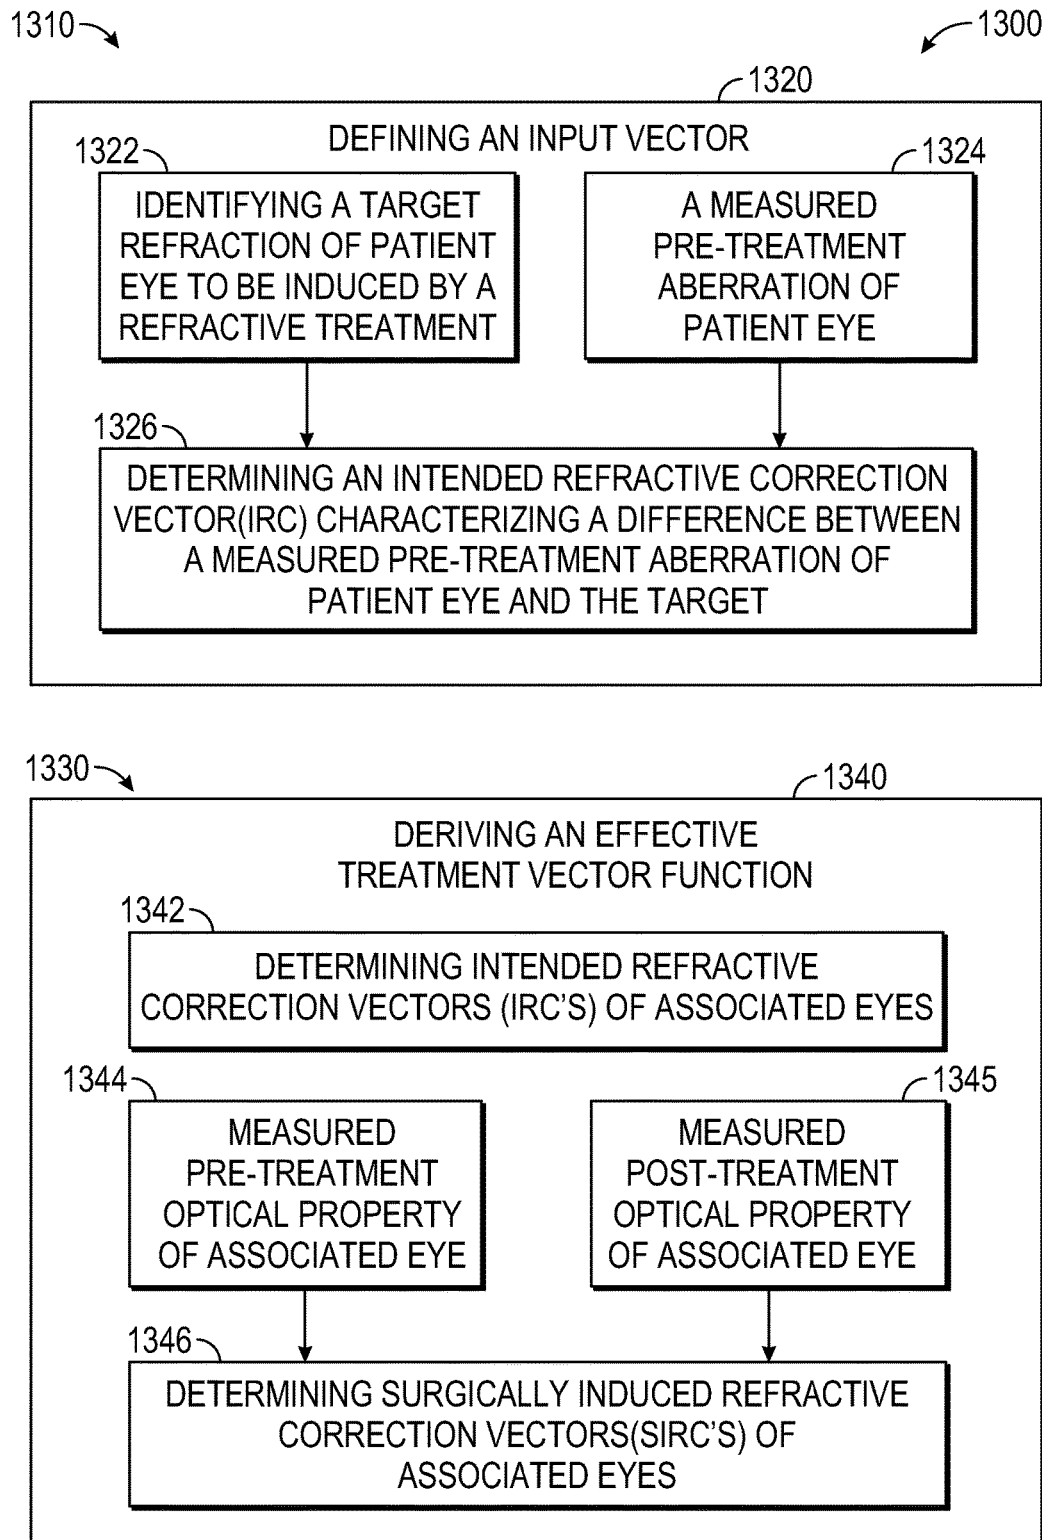 1310
1300
1320
DEFINING AN INPUT VECTOR
1322
1324
IDENTIFYING A TARGET
REFRACTION OF PATIENT
EYE TO BE INDUCED BY A
REFRACTIVE TREATMENT
A MEASURED
PRE-TREATMENT
ABERRATION OF
PATIENT EYE
1326
DETERMINING AN INTENDED REFRACTIVE CORRECTION
VECTOR(IRC) CHARACTERIZING A DIFFERENCE BETWEEN
A MEASURED PRE-TREATMENT ABERRATION OF
PATIENT EYE AND THE TARGET
1330
1340
DERIVING AN EFFECTIVE
TREATMENT VECTOR FUNCTION
1342
DETERMINING INTENDED REFRACTIVE
CORRECTION VECTORS (IRC'S) OF ASSOCIATED EYES
1344
1345
MEASURED
PRE-TREATMENT
OPTICAL PROPERTY
OF ASSOCIATED EYE
MEASURED
POST-TREATMENT
OPTICAL PROPERTY
OF ASSOCIATED EYE
1346
DETERMINING SURGICALLY INDUCED REFRACTIVE
CORRECTION VECTORS(SIRC'S) OF
ASSOCIATED EYES